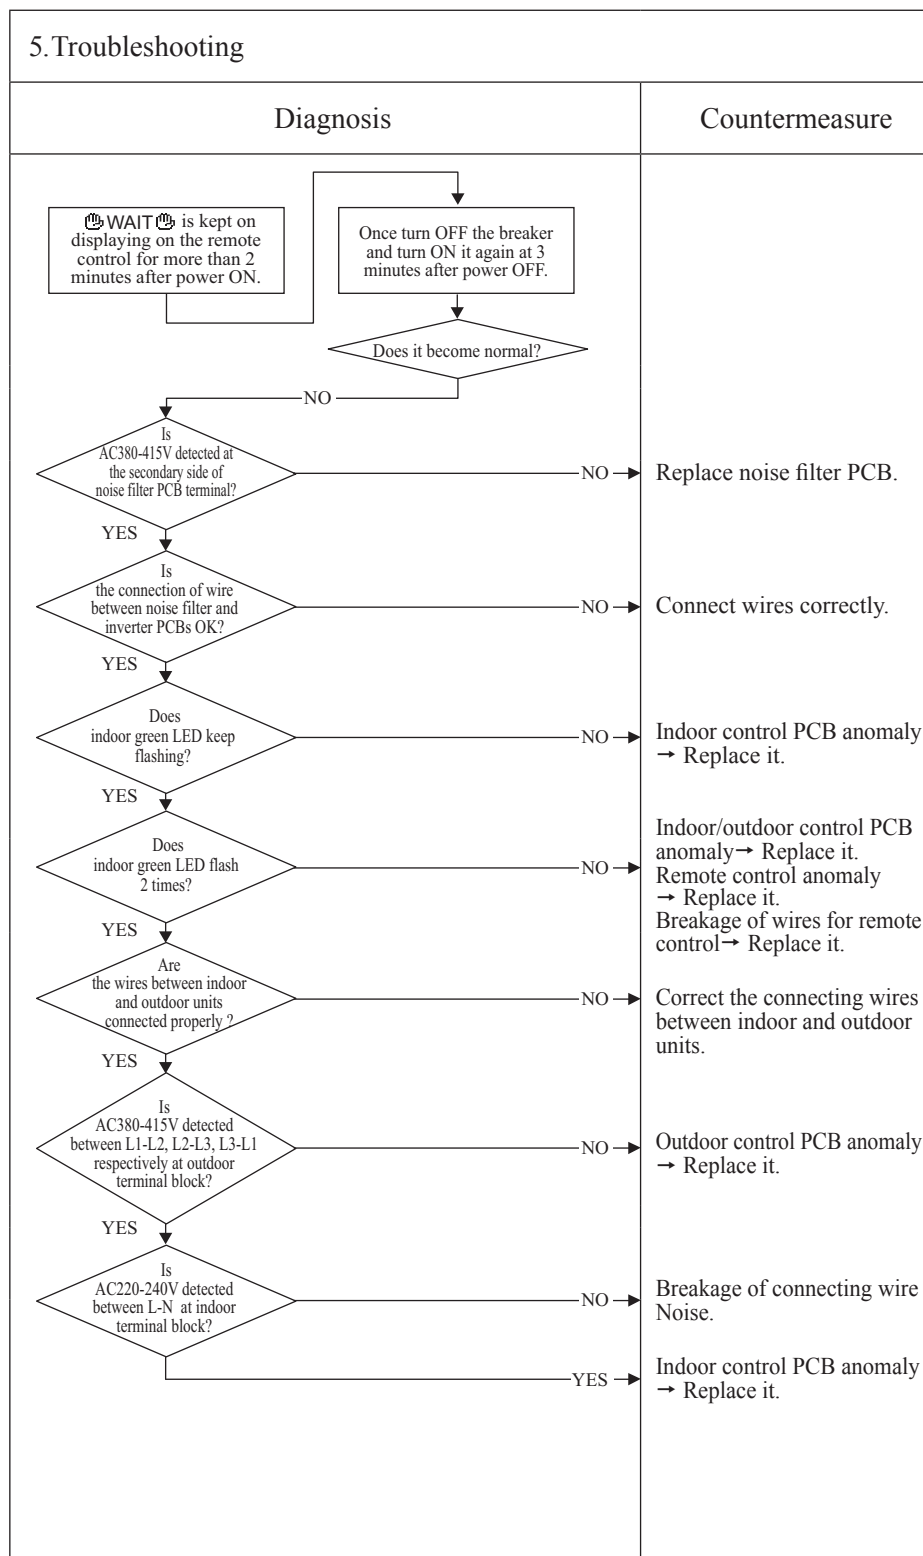 5.Troubleshooting
Diagnosis
Countermeasure
WAIT is kept on
displaying on the remote
control for more than 2
minutes after power ON.
Once turn OFF the breaker
and turn ON it again at 3
minutes after power OFF.
Does it become normal?
NO
Is
AC380-415V detected at
the secondary side of
noise filter PCB terminal?
NO
Replace noise filter PCB.
YES
Is
the connection of wire
between noise filter and
inverter PCBs OK?
NO
Connect wires correctly.
YES
Does
indoor green LED keep
flashing?
NO
Indoor control PCB anomaly
→ Replace it.
YES
Does
indoor green LED flash
2 times?
NO
Indoor/outdoor control PCB
anomaly→ Replace it.
Remote control anomaly
→ Replace it.
Breakage of wires for remote
control→ Replace it.
YES
Are
the wires between indoor
and outdoor units
connected properly ?
NO
Correct the connecting wires
between indoor and outdoor
units.
YES
Is
AC380-415V detected
between L1-L2, L2-L3, L3-L1
respectively at outdoor
terminal block?
NO
Outdoor control PCB anomaly
→ Replace it.
YES
Is
AC220-240V detected
between L-N at indoor
terminal block?
NO
Breakage of connecting wire
Noise.
YES
Indoor control PCB anomaly
→ Replace it.